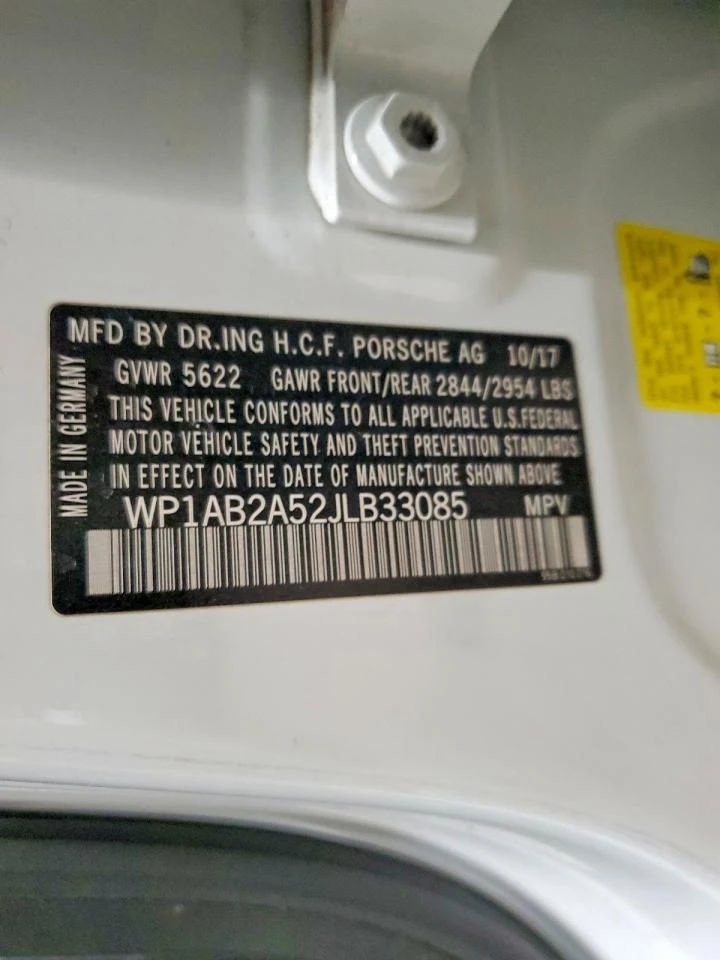 MFD BY DR.ING H.C.F. PORSCHE AG 10/17
GVWR 5622 GAWR FRONT/REAR 2844/2954 LBS
THIS VEHICLE CONFORMS TO ALL APPLICABLE U.S.FEDERAL
MOTOR VEHICLE SAFETY AND THEFT PREVENTION STANDARDS
IN EFFECT ON THE DATE OF MANUFACTURE SHOWN ABOVE
WP1AB2A52JLB33085 MPV
MADE IN GERMANY